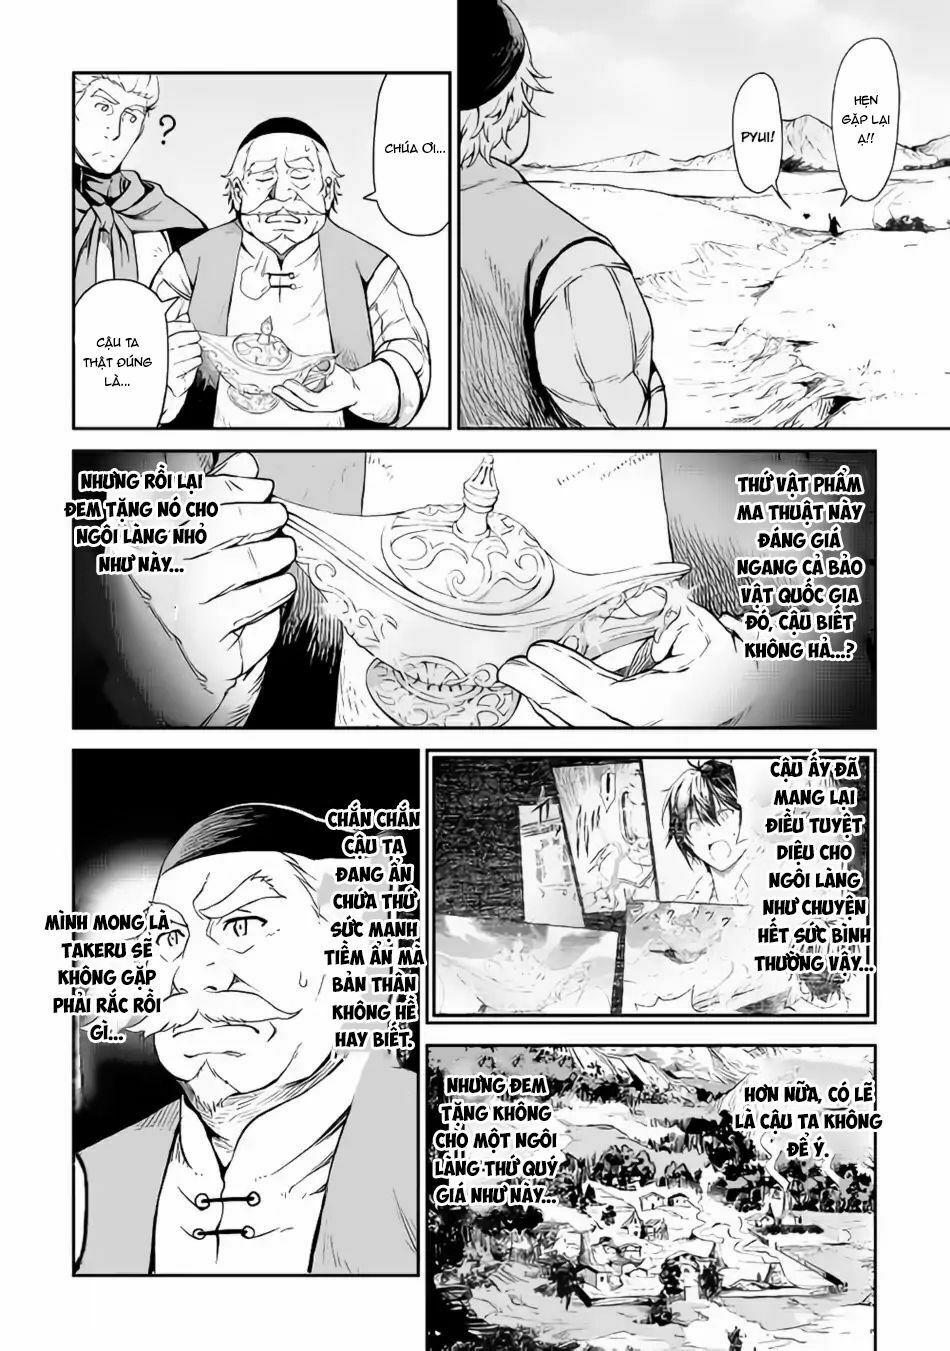 HẸN
GẶP LẠI
Ạ!!
PYUI!
CHÚA ƠI...
?
CẬU TA
THẬT ĐÚNG
LÀ...
THỨ VẬT PHẨM
MA THUẬT NÀY
ĐÁNG GIÁ
NGANG CẢ BẢO
VẬT QUỐC GIA
ĐÓ, CẬU BIẾT
KHÔNG HẢ...?
NHƯNG RỒI LẠI
ĐEM TẶNG NÓ CHO
NGÔI LÀNG NHỎ
NHƯ NÀY...
CẬU ẤY ĐÃ
MANG LẠI
ĐIỀU TUYỆT
DIỆU CHO
NGÔI LÀNG
NHƯ CHUYỆN
HẾT SỨC BÌNH
THƯỜNG VẬY...
HƠN NỮA, CÓ LẼ
LÀ CẬU TA KHÔNG
ĐỂ Ý.
NHƯNG ĐEM
TẶNG KHÔNG
CHO MỘT NGÔI
LÀNG THỨ QUÝ
GIÁ NHƯ NÀY...
CHẮN CHẮN
CẬU TA
ĐANG ẨN
CHỨA THỨ
SỨC MẠNH
TIỀM ẨN MÀ
BẢN THÂN
KHÔNG HỀ
HAY BIẾT.
MÌNH MONG LÀ
TAKERU SẼ
KHÔNG GẶP
PHẢI RẮC RỐI
GÌ...